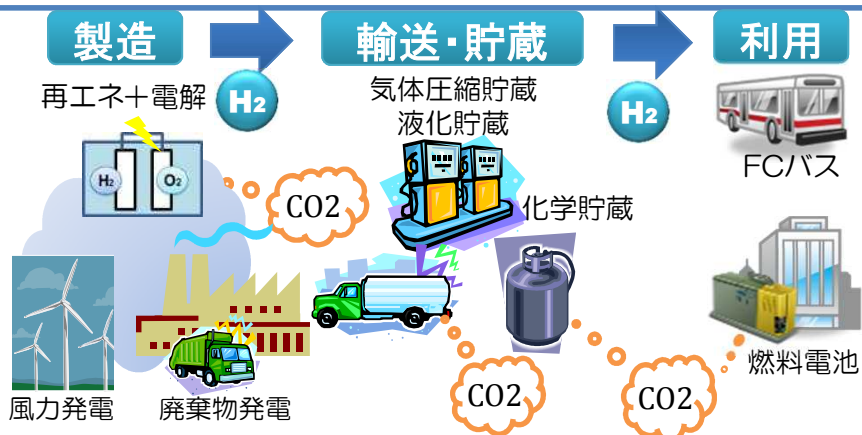 製造
輸送・貯蔵
利用
再エネ＋電解
H2
気体圧縮貯蔵
液化貯蔵
H2
FCバス
H2
O2
CO2
化学貯蔵
燃料電池
風力発電
廃棄物発電
CO2
CO2